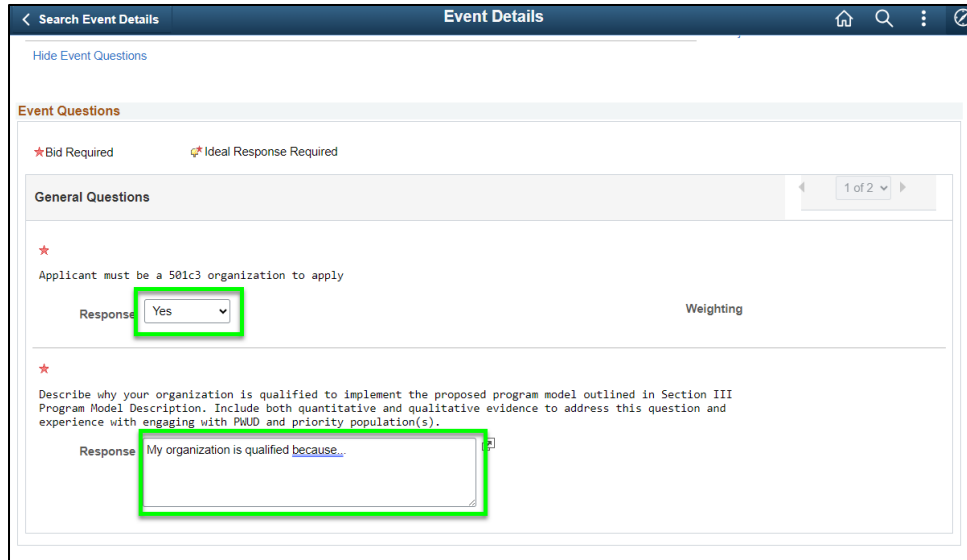 Search Event Details
Event Details
Hide Event Questions
Event Questions
Bid Required
Ideal Response Required
General Questions
1 of 2
Applicant must be a 501c3 organization to apply
Response
Yes
Weighting
Describe why your organization is qualified to implement the proposed program model outlined in Section III
Program Model Description. Include both quantitative and qualitative evidence to address this question and
experience with engaging with PWUD and priority population(s).
Response
My organization is qualified because...